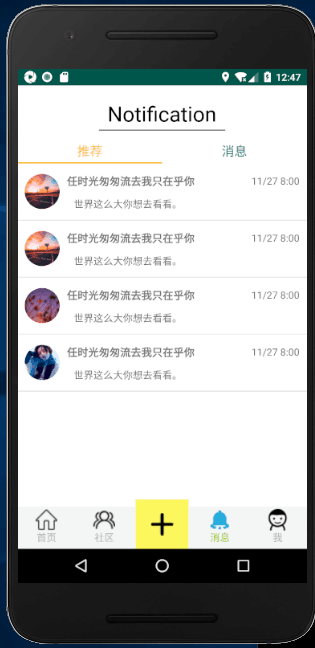 12:47
Notification
推荐 消息
任时光匆匆流去我只在乎你 11/27 8:00
世界这么大你想去看看。
任时光匆匆流去我只在乎你 11/27 8:00
世界这么大你想去看看。
任时光匆匆流去我只在乎你 11/27 8:00
世界这么大你想去看看。
任时光匆匆流去我只在乎你 11/27 8:00
世界这么大你想去看看。
首页 社区 消息 我